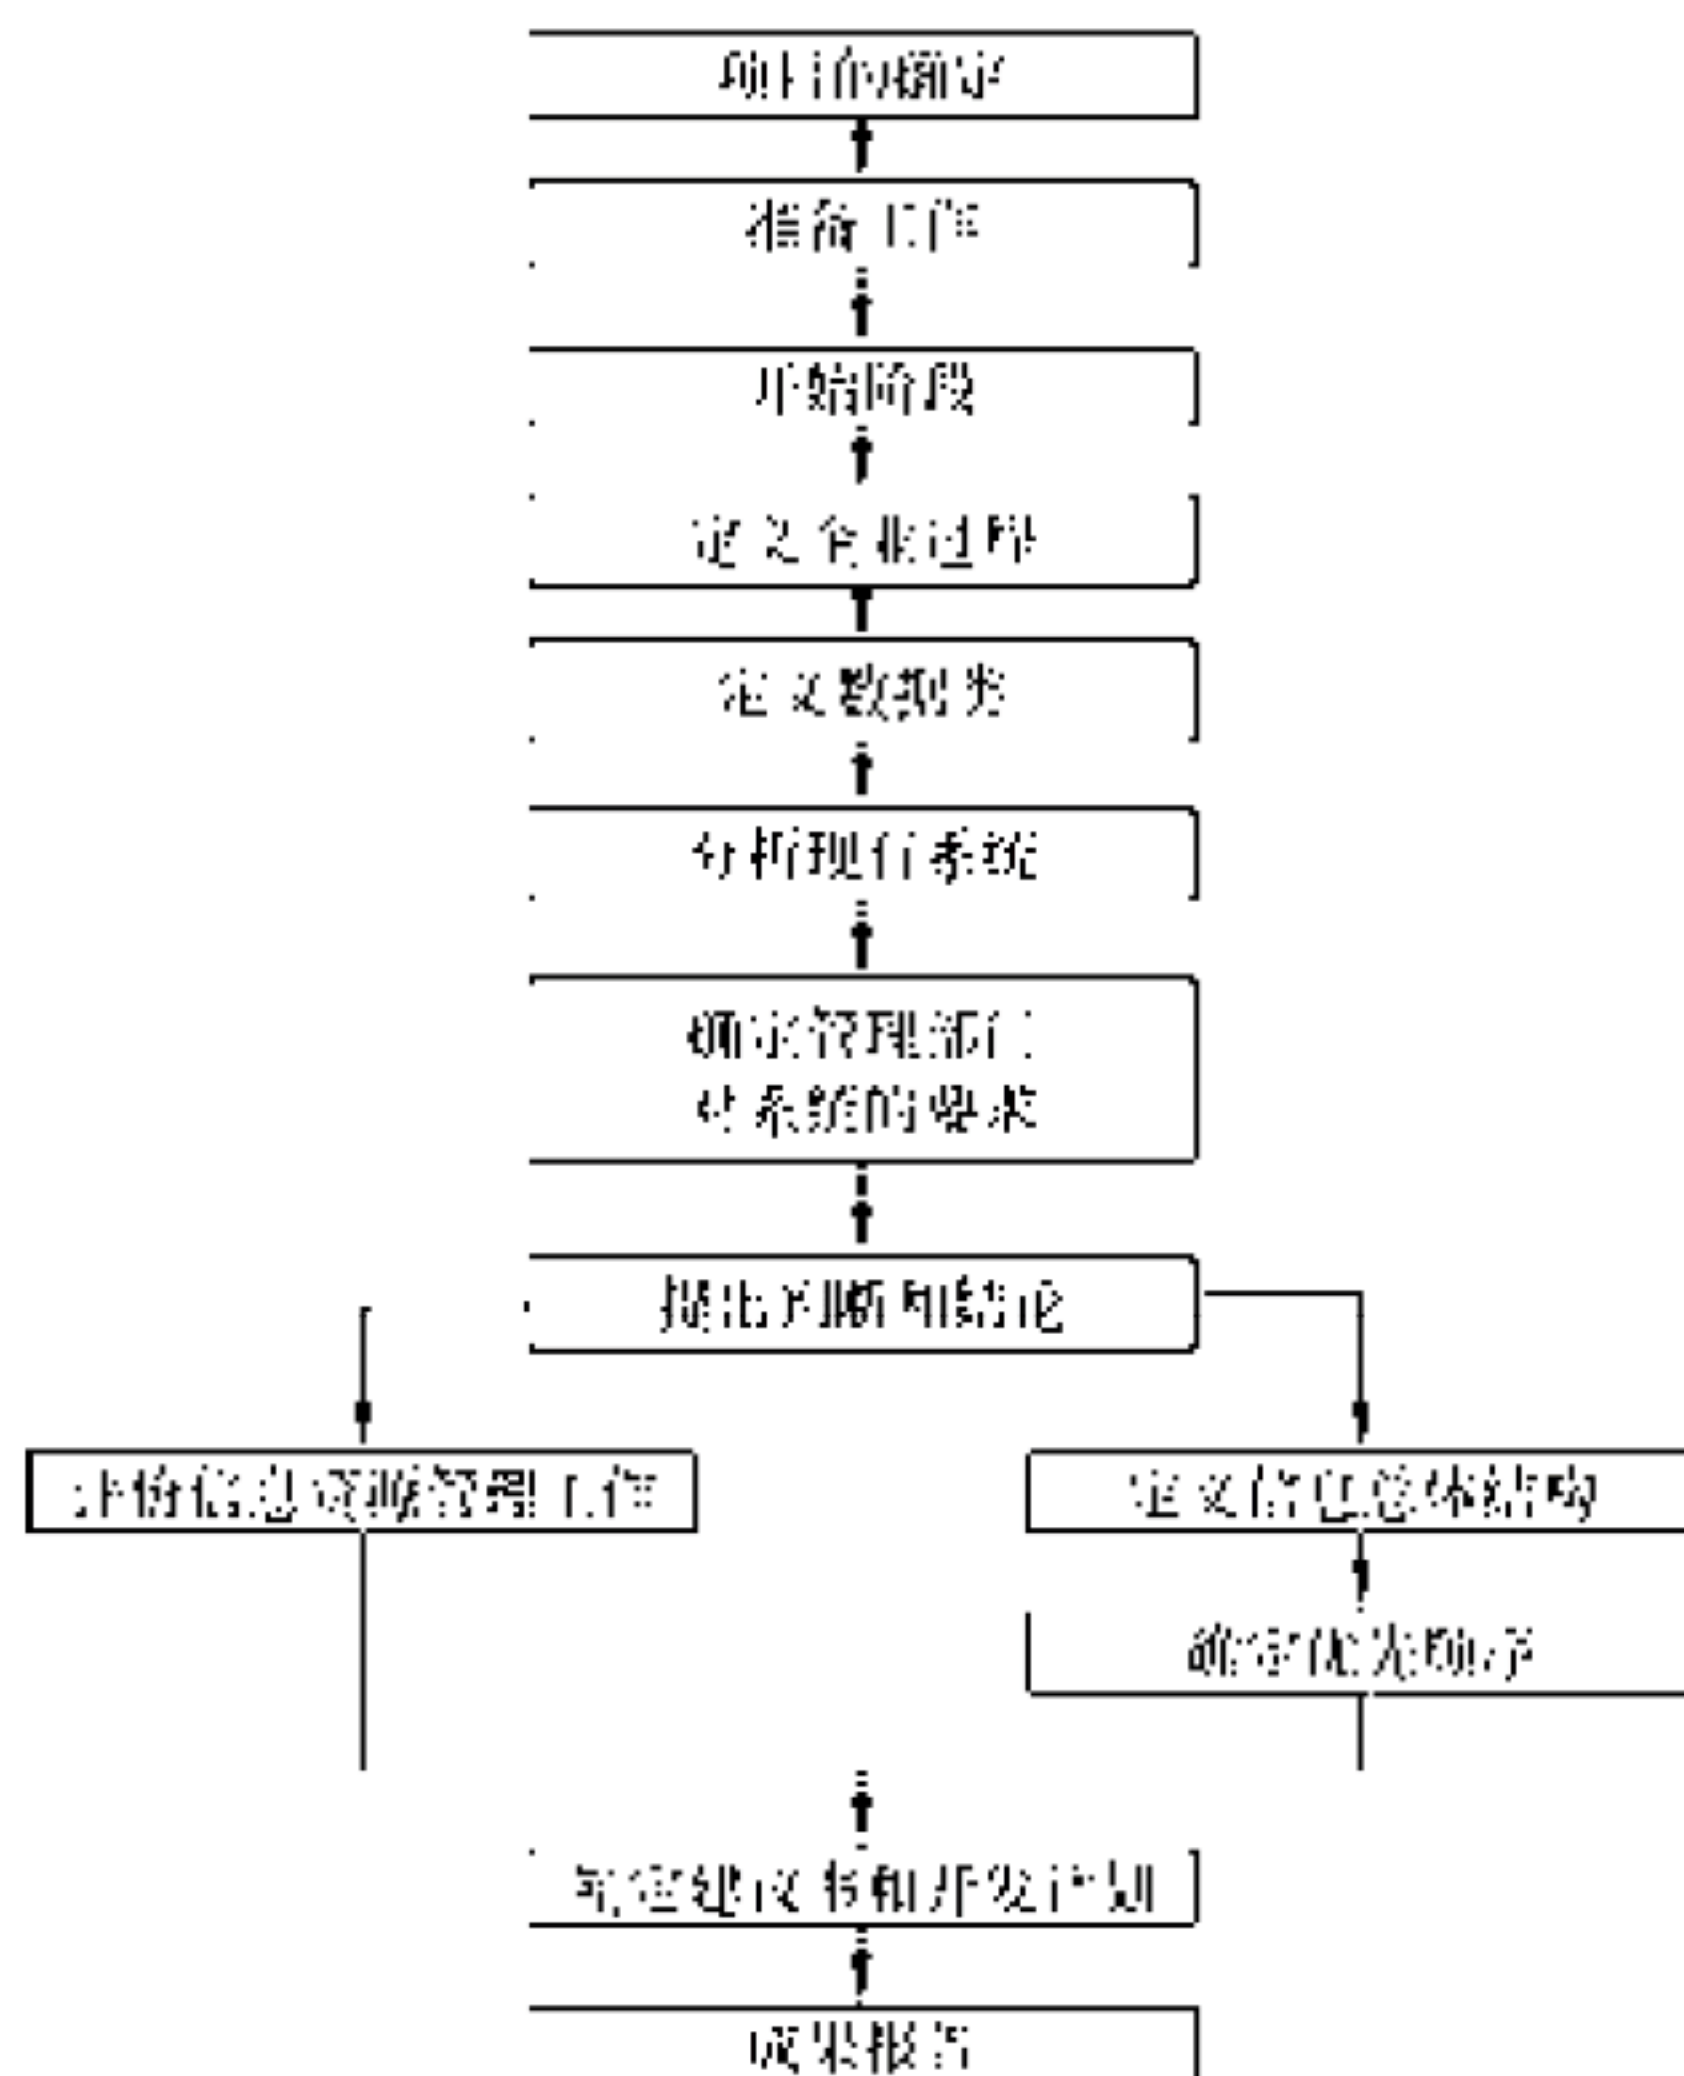 项目的确定
准备工作
开始阶段
定义企业过程
定义数据类
分析现行系统
确定管理部门
对系统的要求
提出判断和结论
评价信息资源管理工作
定义信息总体结构
确定优先顺序
制定建议书和开发计划
成果报告